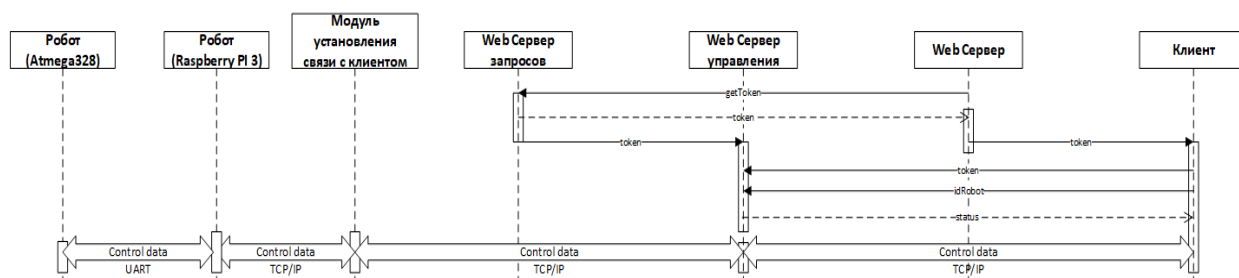 Робот
(Atmega328)
Робот
(Raspberry PI 3)
Модуль
установления
связи с клиентом
Web Сервер
запросов
Web Сервер
управления
Web Сервер
Клиент
getToken
token
token
token
token
idRobot
status
Control data
UART
Control data
TCP/IP
Control data
TCP/IP
Control data
TCP/IP